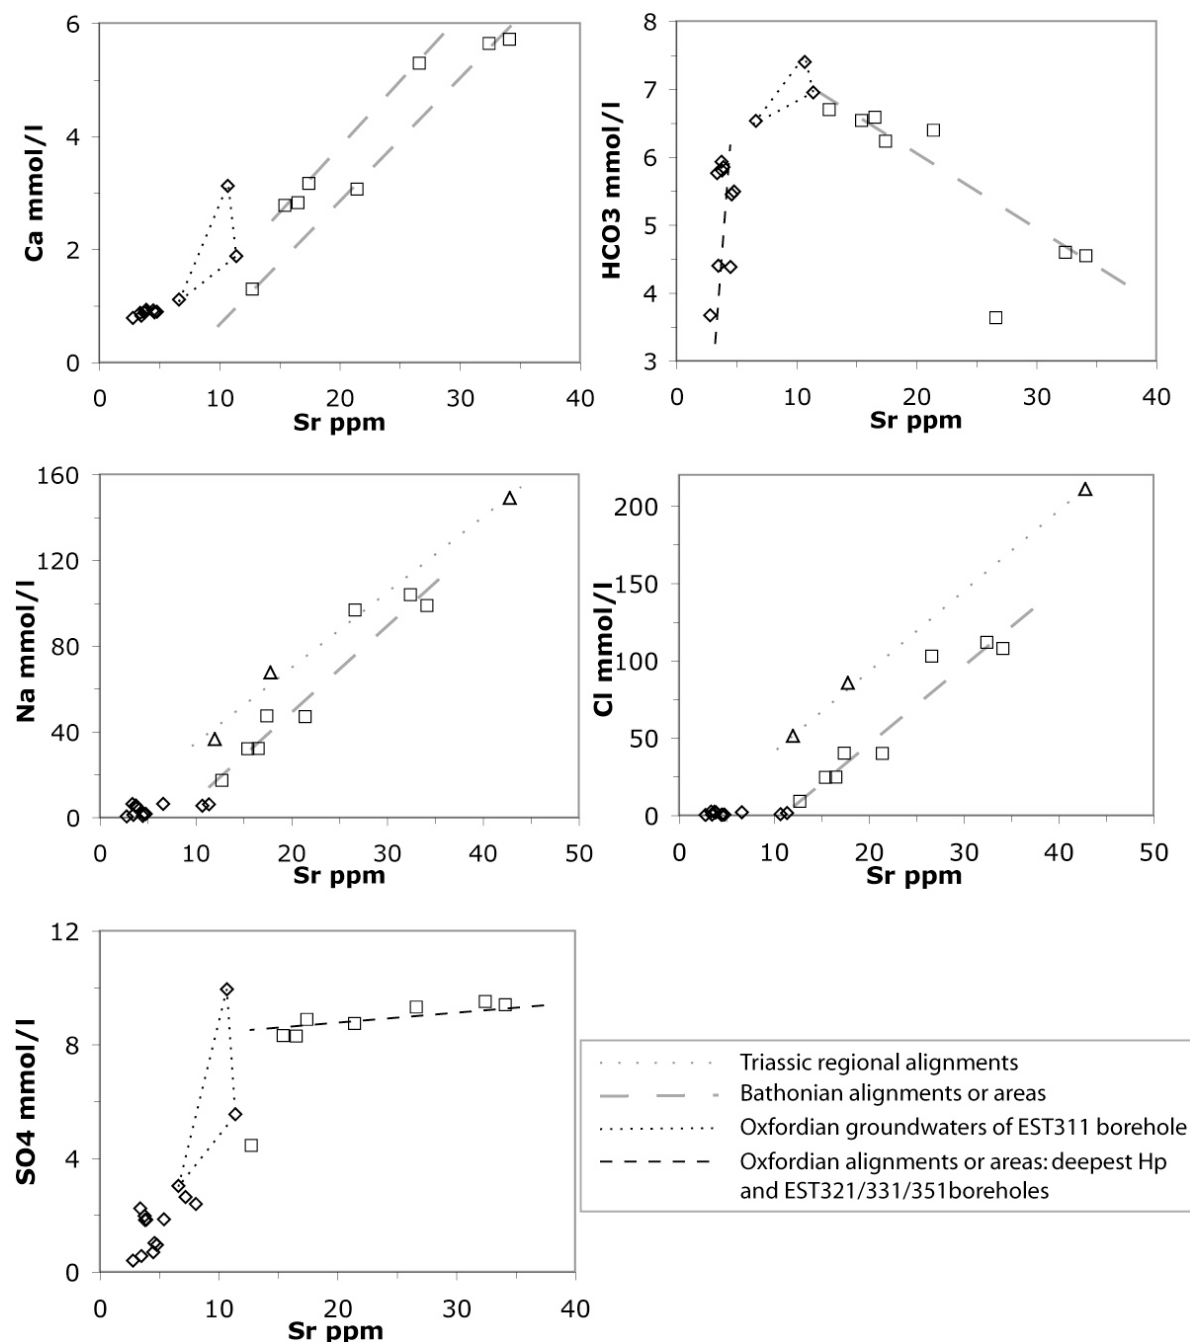 6
4
2
0
Ca mmol/l
0 10 20 30 40
Sr ppm
8
7
6
5
4
3
HCO3 mmol/l
0 10 20 30 40
Sr ppm
160
120
80
40
0
Na mmol/l
0 10 20 30 40 50
Sr ppm
200
150
100
50
0
Cl mmol/l
0 10 20 30 40 50
Sr ppm
12
8
4
0
SO4 mmol/l
0 10 20 30 40
Sr ppm
Triassic regional alignments
Bathonian alignments or areas
Oxfordian groundwaters of EST311 borehole
Oxfordian alignments or areas: deepest Hp
and EST321/331/351boreholes